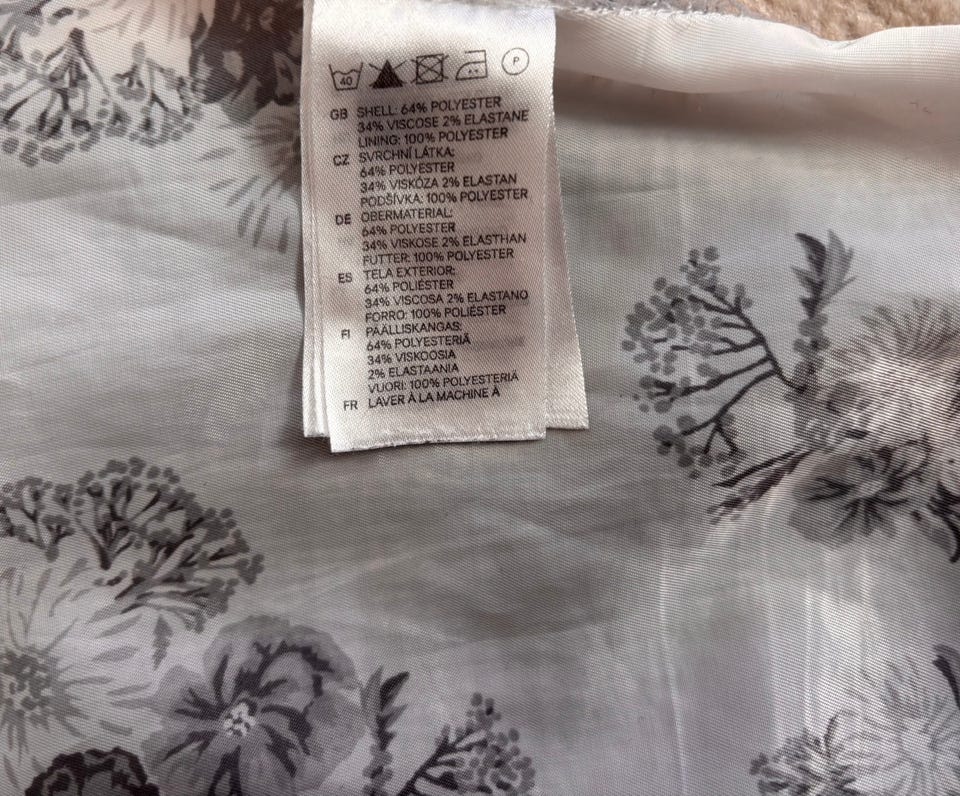 40 P
GB SHELL: 64% POLYESTER
34% VISCOSE 2% ELASTANE
LINING: 100% POLYESTER
CZ SVRCHNÍ LÁTKA:
64% POLYESTER
34% VISKÓZA 2% ELASTAN
PODŠÍVKA: 100% POLYESTER
DE OBERMATERIAL:
64% POLYESTER
34% VISKOSE 2% ELASTHAN
FUTTER: 100% POLYESTER
ES TELA EXTERIOR:
64% POLIÉSTER
34% VISCOSA 2% ELASTANO
FORRO: 100% POLIÉSTER
FI PÄÄLLISKANGAS:
64% POLYESTERIÄ
34% VISKOOSIA
2% ELASTAANIA
VUORI: 100% POLYESTERIÄ
FR LAVER À LA MACHINE À